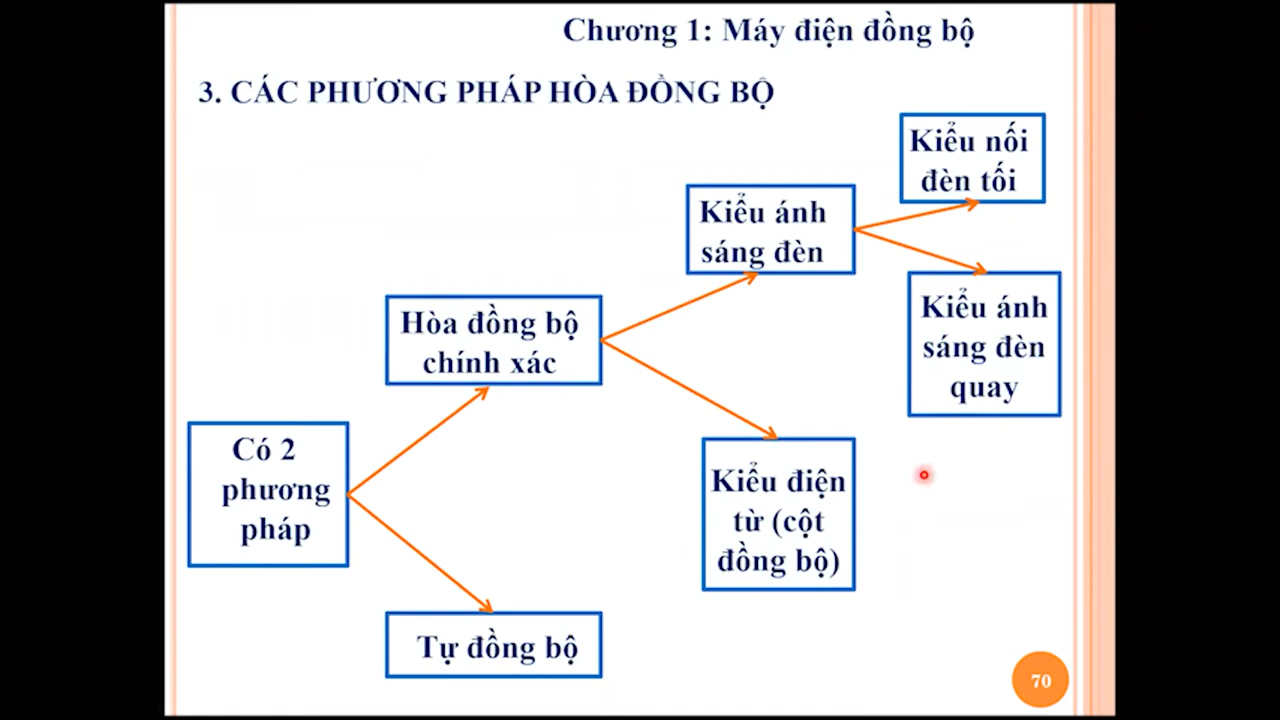 Chương 1: Máy điện đồng bộ
3. CÁC PHƯƠNG PHÁP HÒA ĐỒNG BỘ
Kiểu nối
đèn tối
Kiểu ánh
sáng đèn
Kiểu ánh
sáng đèn
quay
Hòa đồng bộ
chính xác
Có 2
phương
pháp
Kiểu điện
từ (cột
đồng bộ)
Tự đồng bộ
70